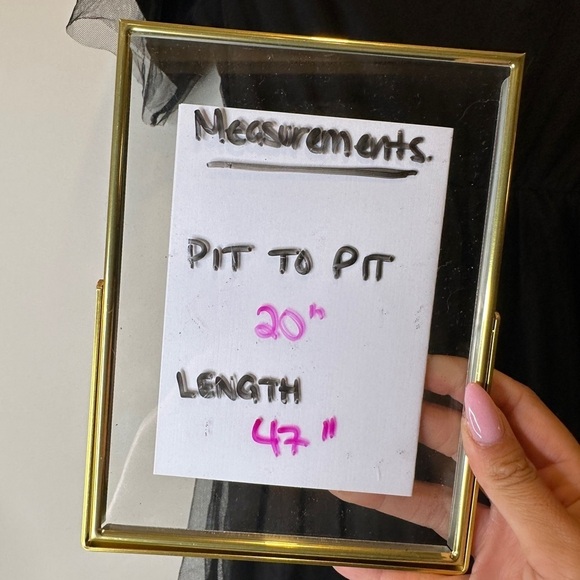 Measurements.
PIT TO PIT
20"
LENGTH
47"